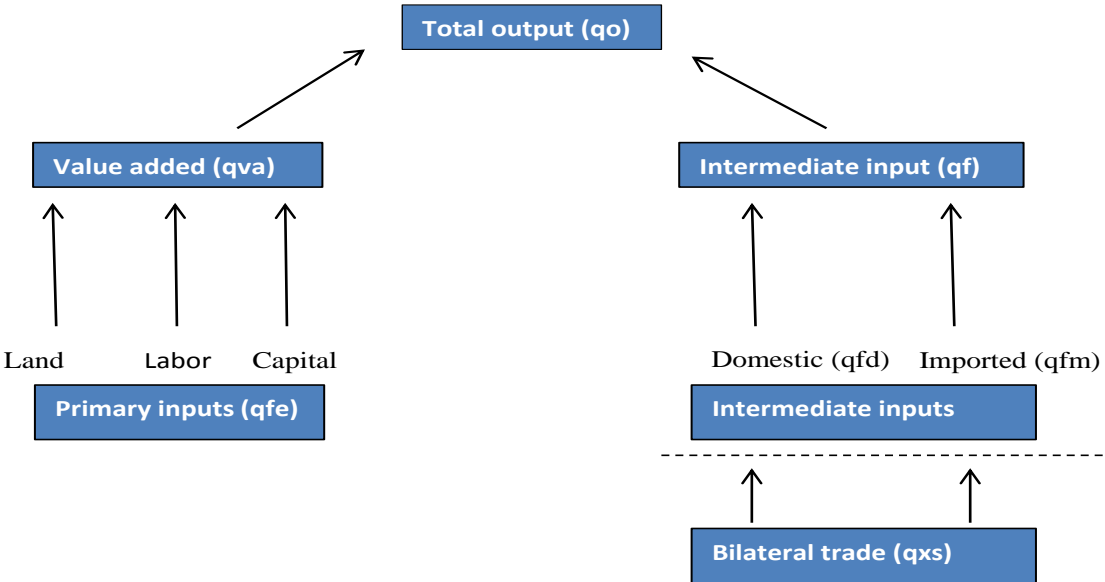 Total output (qo)
Value added (qva)
Intermediate input (qf)
Land Labor Capital
Domestic (qfd) Imported (qfm)
Primary inputs (qfe)
Intermediate inputs
Bilateral trade (qxs)